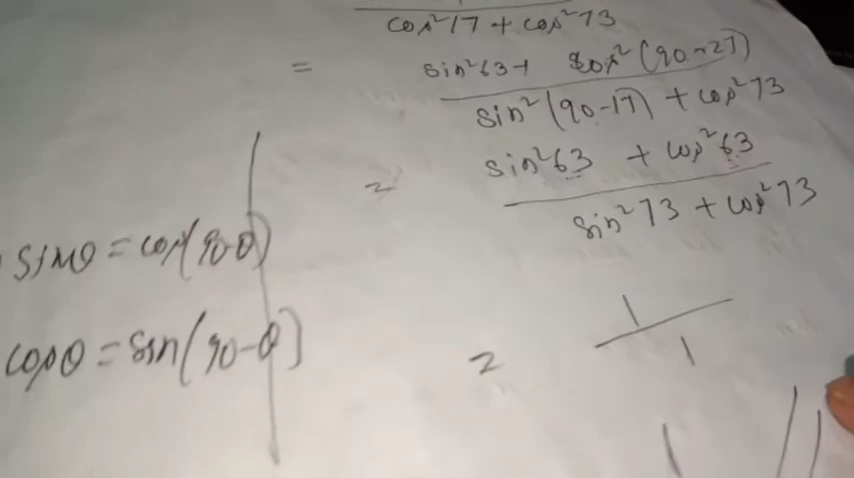 cos²17 + cos²73
= sin²63 + cos²(90-27)
sin²(90-17) + cos²73
= sin²63 + cos²63
sin²73 + cos²73
sinθ = cos(90-θ)
cosθ = sin(90-θ)
= 1
1
1 //